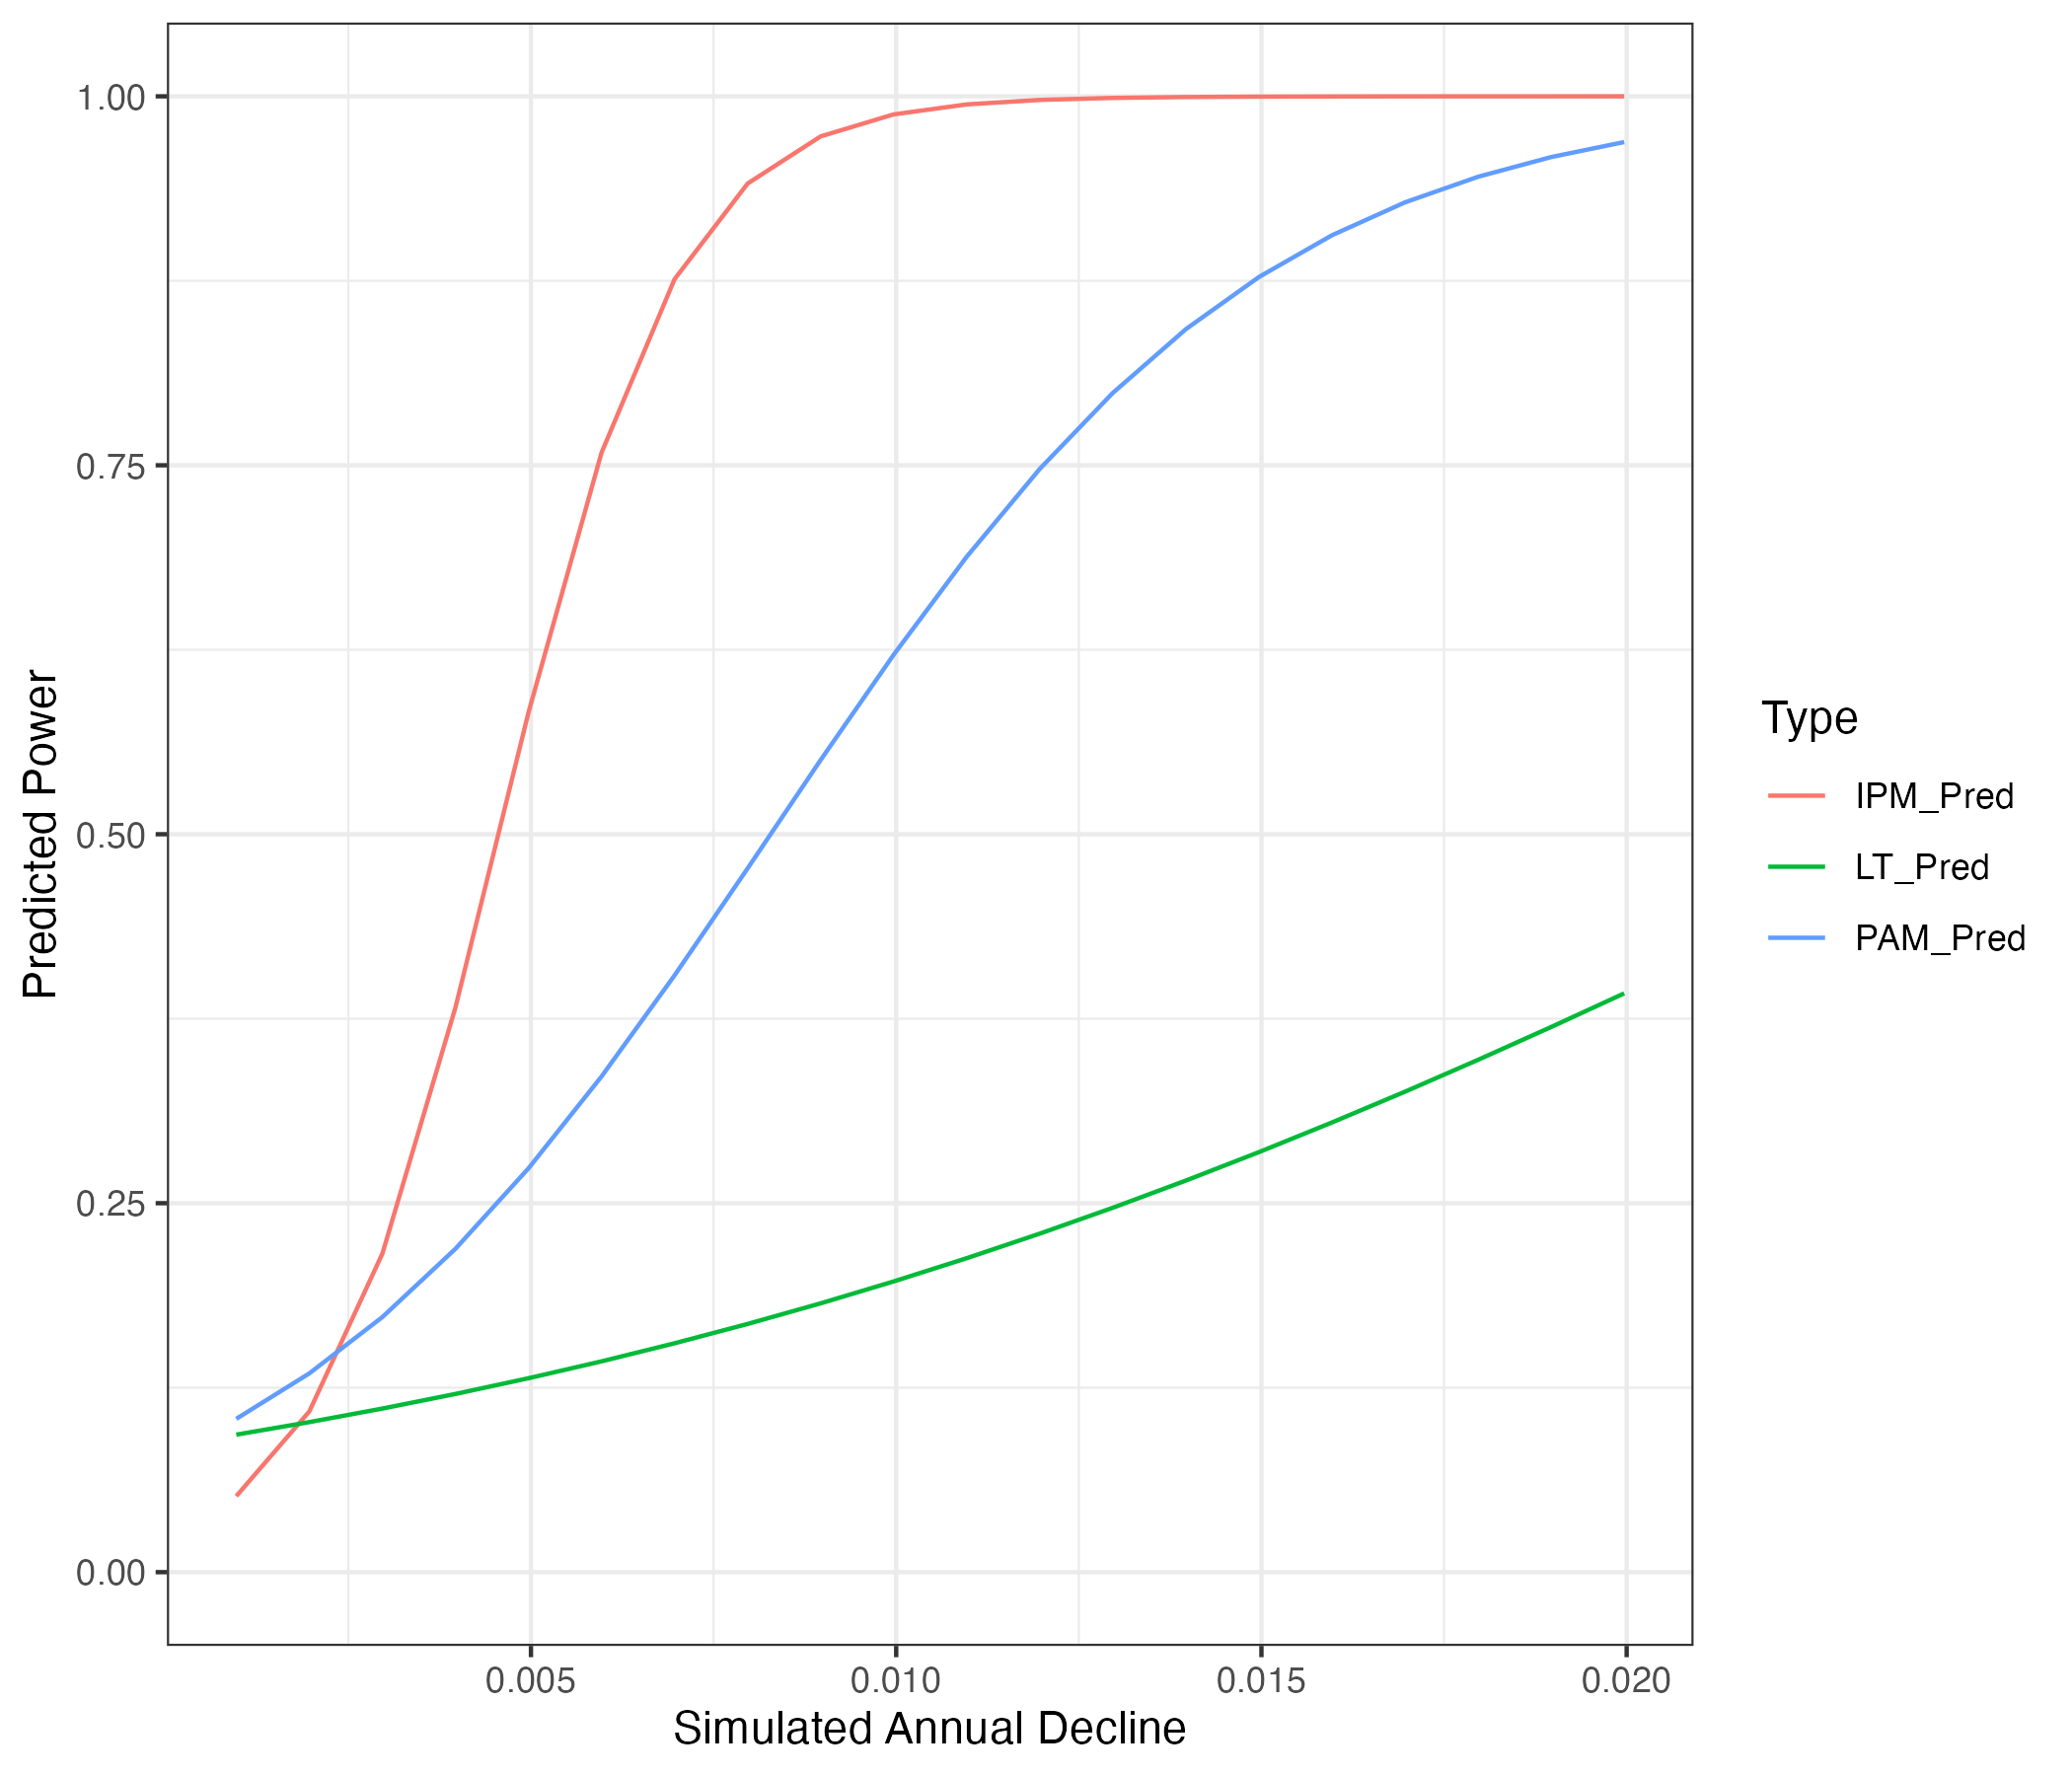 Predicted Power
1.00
0.75
0.50
0.25
0.00
0.005 0.010 0.015 0.020
Simulated Annual Decline
Type
IPM_Pred
LT_Pred
PAM_Pred